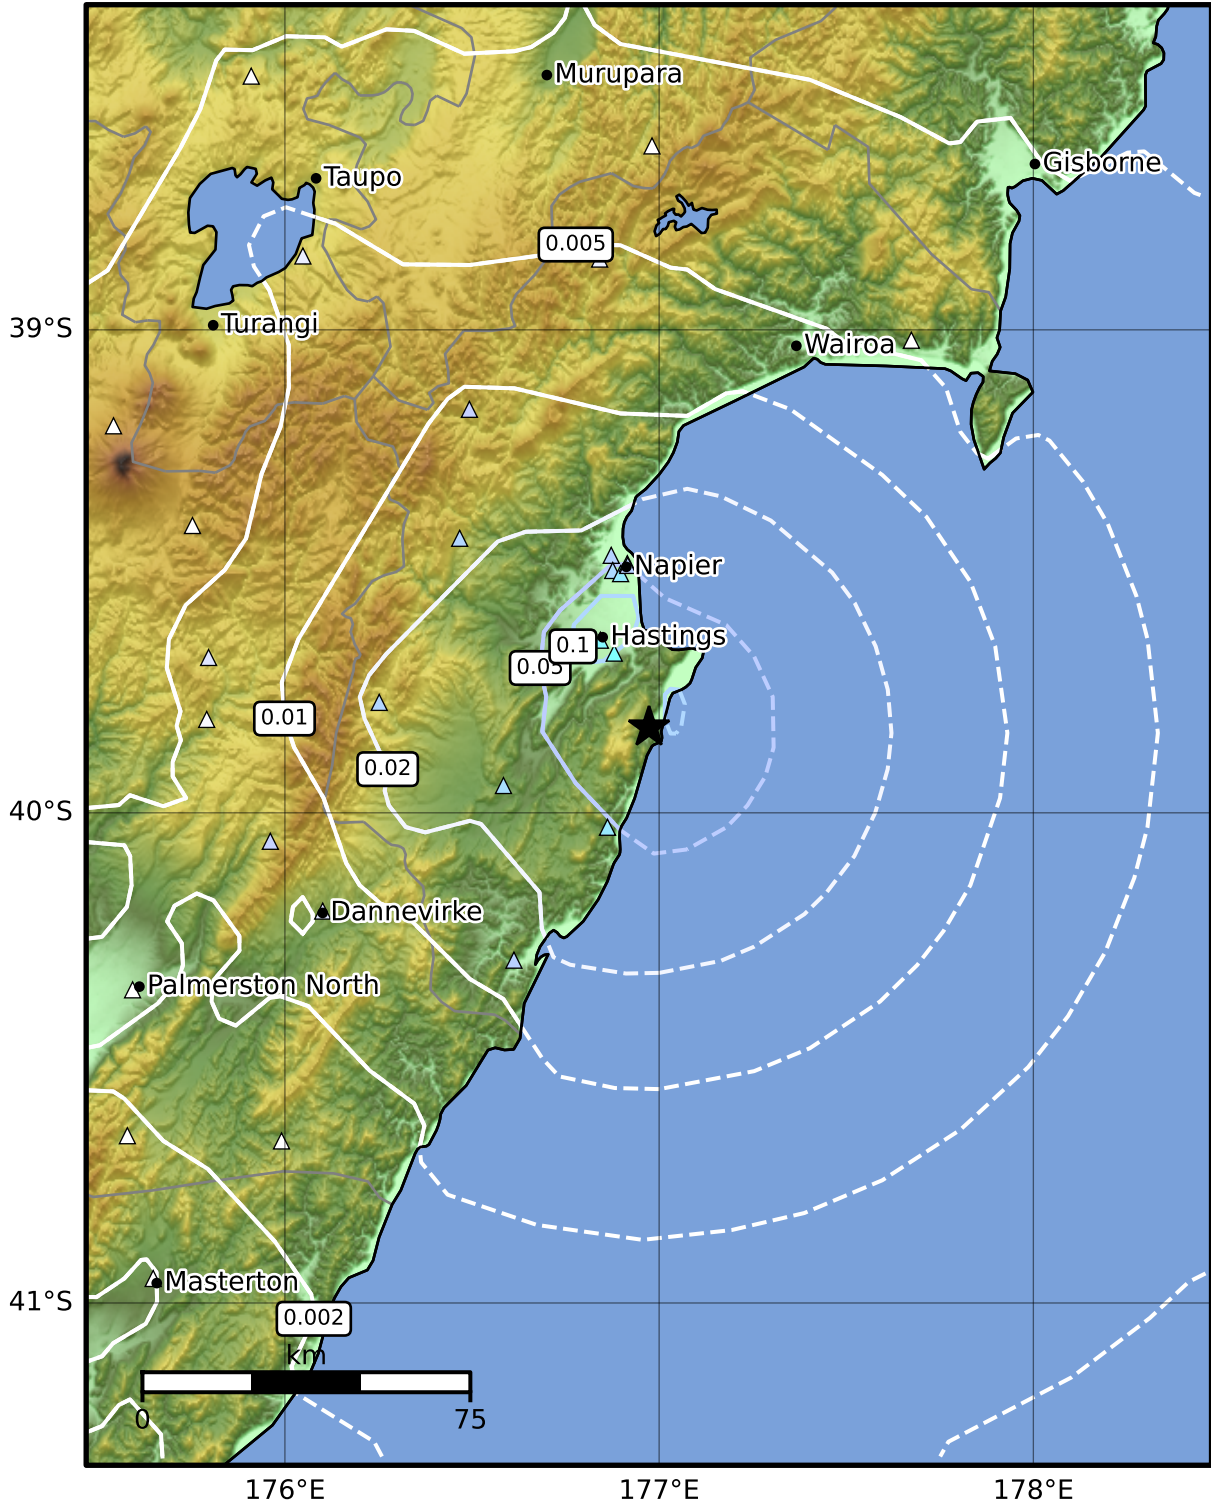 Murupara
Gisborne
Taupo
0.005
Turangi
39°S
Wairoa
Napier
Hastings
0.1
0.05
0.01
0.02
40°S
Dannevirke
Palmerston North
Masterton
41°S
0.002
km
0
75
176°E
177°E
178°E